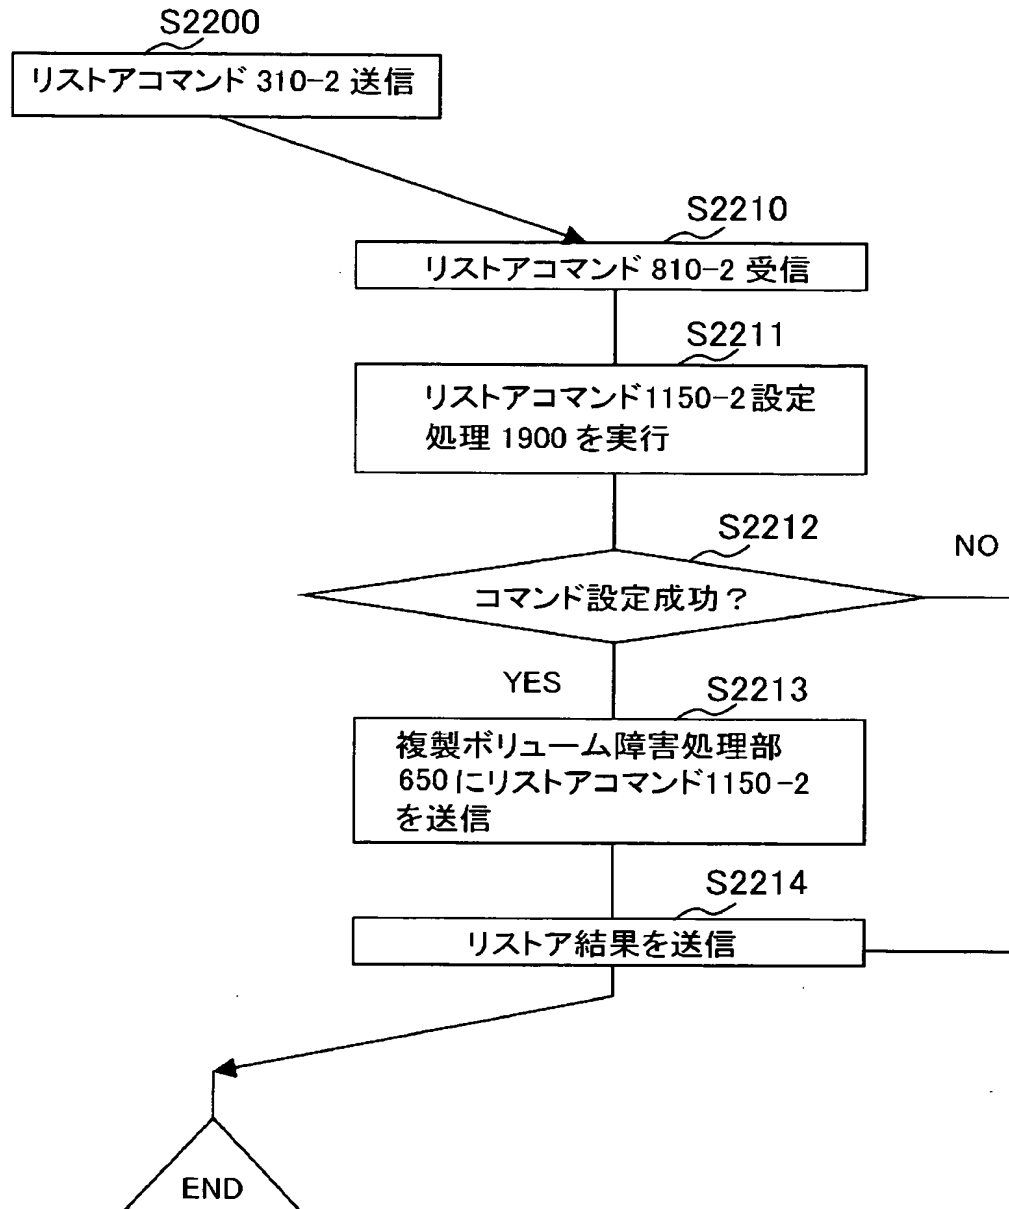 S2200
リストアコマンド 310-2 送信
S2210
リストアコマンド 810-2 受信
S2211
リストアコマンド1150-2設定
処理1900を実行
S2212
NO
コマンド設定成功？
YES
S2213
複製ボリューム障害処理部
650にリストアコマンド1150-2
を送信
S2214
リストア結果を送信
END